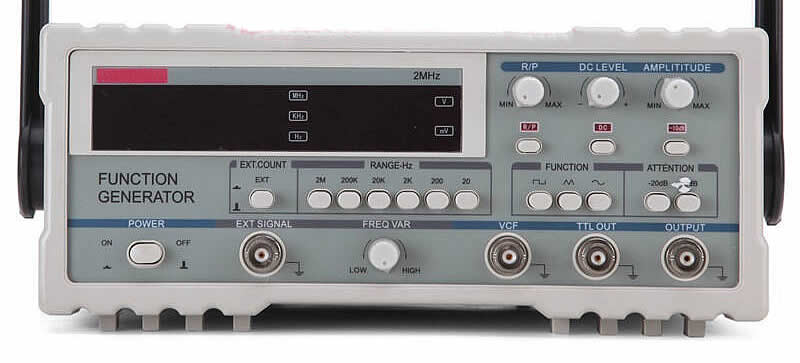 2MHz
MHz
KHz
Hz
V
mV
R/P
DC LEVEL
AMPLITITUDE
MIN
MAX
-
+
MIN
MAX
R/P
DC
-10dB
EXT.COUNT
EXT
RANGE-Hz
2M 200K 20K 2K 200 20
FUNCTION
ATTENTION
-20dB
dB
FUNCTION
GENERATOR
POWER
ON
OFF
EXT SIGNAL
FREQ VAR
LOW
HIGH
VCF
TTL OUT
OUTPUT